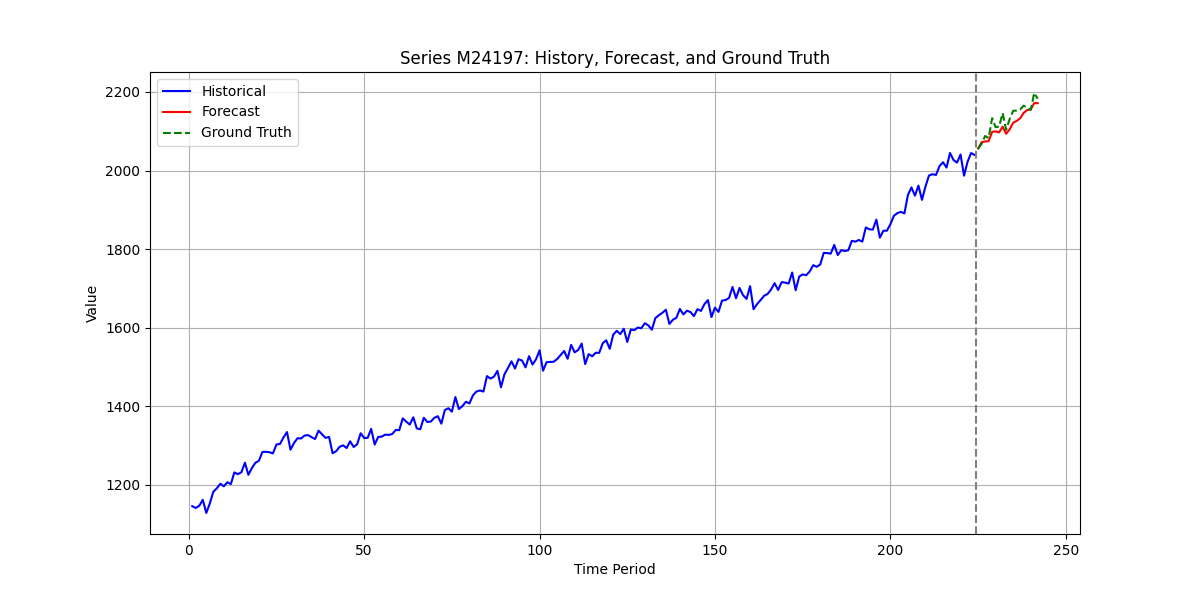 Series M24197: History, Forecast, and Ground Truth
Historical
Forecast
Ground Truth
2200
2000
1800
1600
1400
1200
Value
0 50 100 150 200 250
Time Period